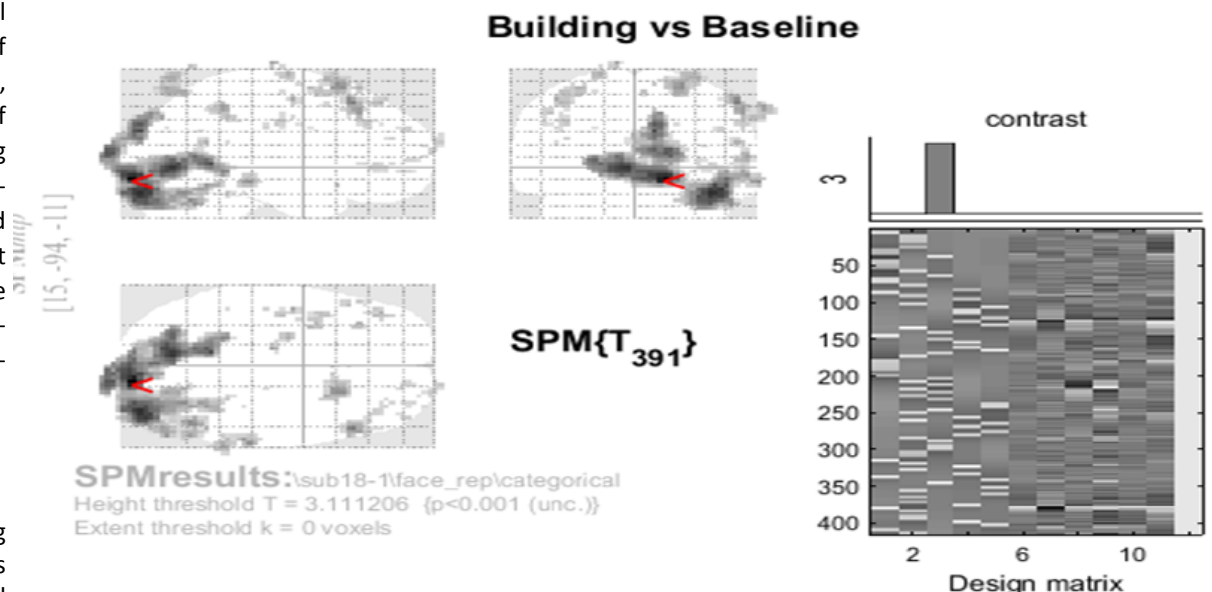 Building vs Baseline
contrast
3
[15, -94, -11]
SPM{T391}
50
100
150
200
250
300
350
400
2 6 10
Design matrix
SPMresults:.\sub18-1\face_rep\categorical
Height threshold T = 3.111206 {p<0.001 (unc.)}
Extent threshold k = 0 voxels